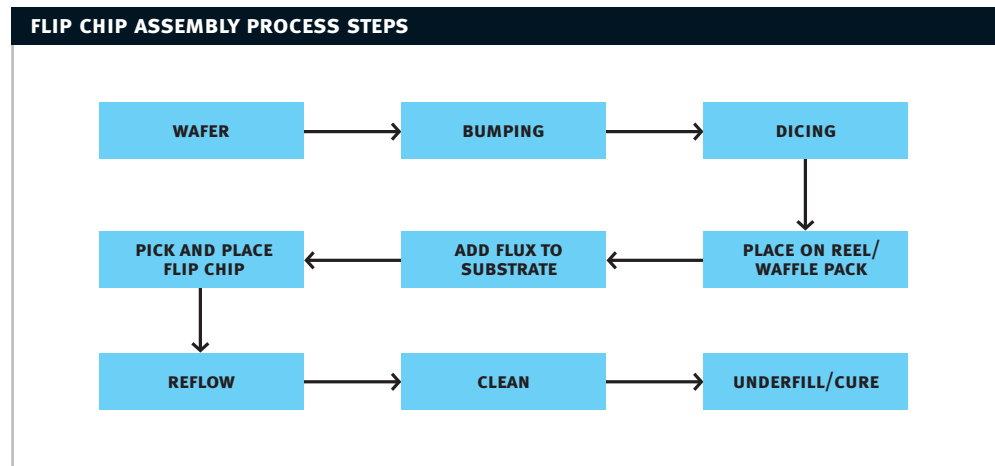 FLIP CHIP ASSEMBLY PROCESS STEPS
WAFER
BUMPING
DICING
PLACE ON REEL/
WAFFLE PACK
ADD FLUX TO
SUBSTRATE
PICK AND PLACE
FLIP CHIP
REFLOW
CLEAN
UNDERFILL/CURE